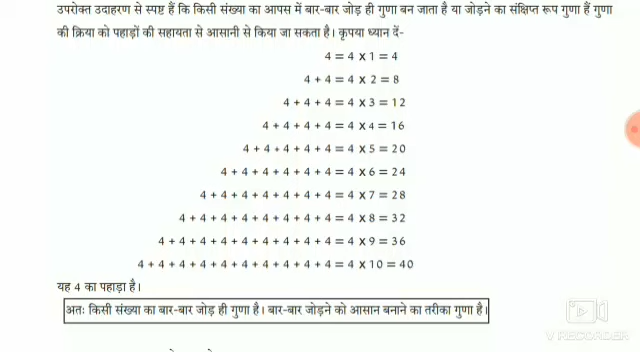 उपरोक्त उदाहरण से स्पष्ट हैं कि किसी संख्या का आपस में बार-बार जोड़ ही गुणा बन जाता है या जोड़ने का संक्षिप्त रूप गुणा हैं गुणा
की क्रिया को पहाड़ों की सहायता से आसानी से किया जा सकता है। कृपया ध्यान दें-
4 = 4 x 1 = 4
4 + 4 = 4 x 2 = 8
4 + 4 + 4 = 4 x 3 = 12
4 + 4 + 4 + 4 = 4 x 4 = 16
4 + 4 + 4 + 4 + 4 = 4 x 5 = 20
4 + 4 + 4 + 4 + 4 + 4 = 4 x 6 = 24
4 + 4 + 4 + 4 + 4 + 4 + 4 = 4 x 7 = 28
4 + 4 + 4 + 4 + 4 + 4 + 4 + 4 = 4 x 8 = 32
4 + 4 + 4 + 4 + 4 + 4 + 4 + 4 + 4 = 4 x 9 = 36
4 + 4 + 4 + 4 + 4 + 4 + 4 + 4 + 4 + 4 = 4 x 10 = 40
यह 4 का पहाड़ा है।
अतः किसी संख्या का बार-बार जोड़ ही गुणा है। बार-बार जोड़ने को आसान बनाने का तरीका गुणा है।
V RECORDER